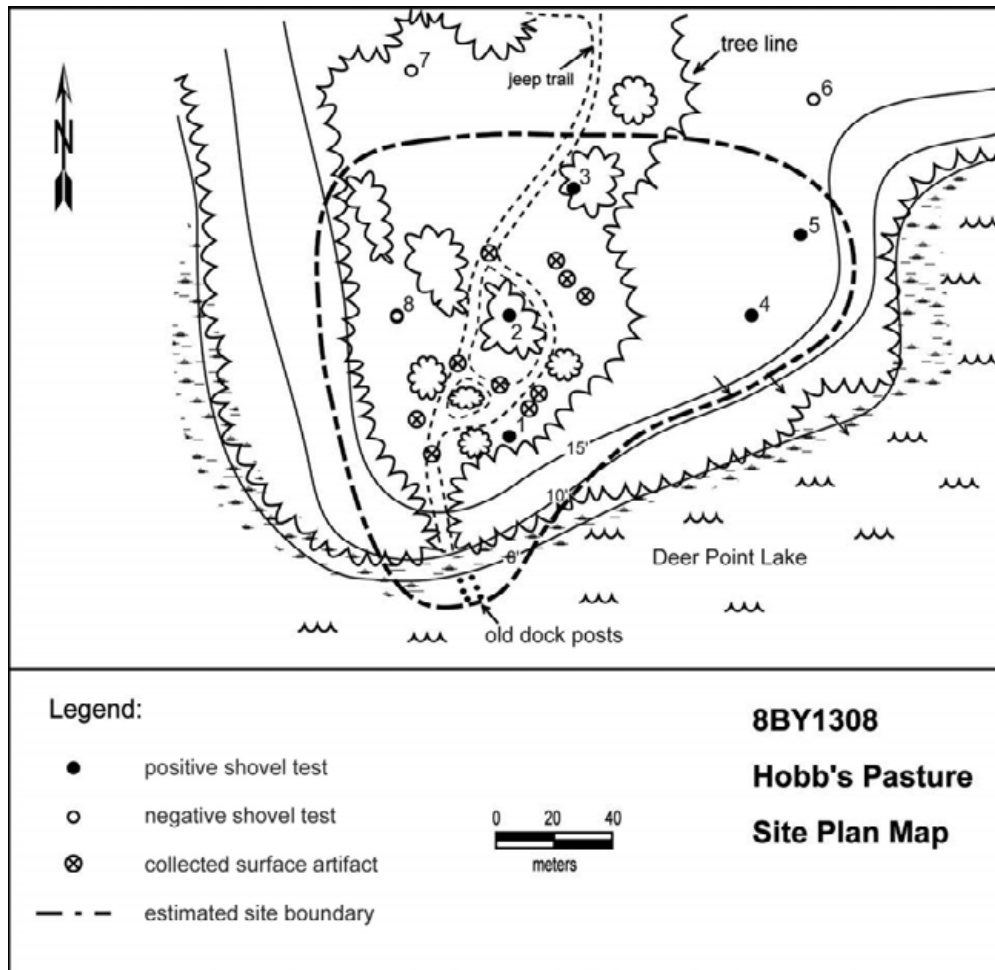 7
jeep trail
tree line
6
N
3
5
8
2
4
1
15'
10'
6'
Deer Point Lake
old dock posts
Legend:
positive shovel test
negative shovel test
collected surface artifact
estimated site boundary
0 20 40
meters
8BY1308
Hobb's Pasture
Site Plan Map